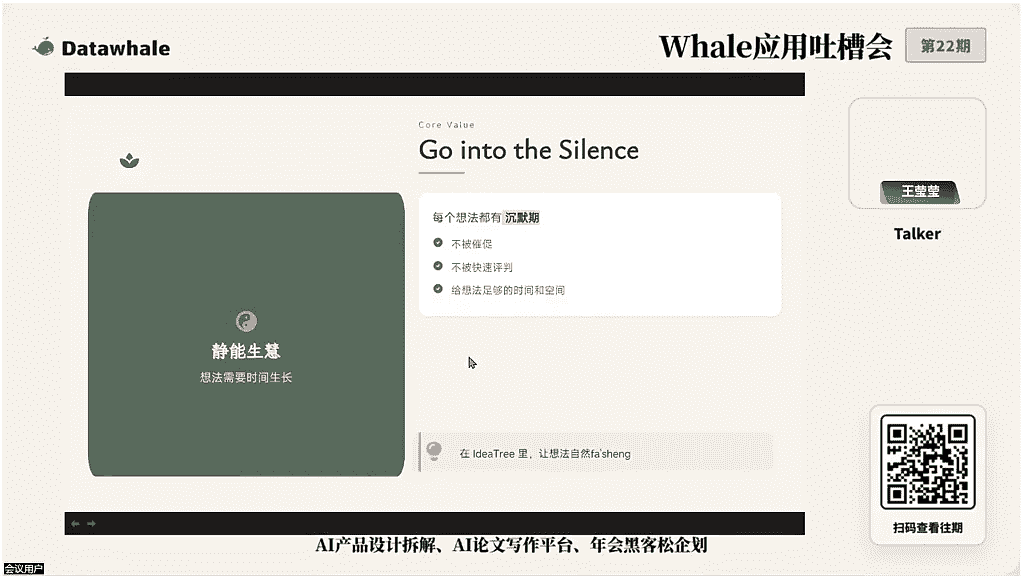 Datawhale
Whale应用吐槽会
第22期
Core Value
Go into the Silence
每个想法都有 沉默期
不被催促
不被快速评判
给想法足够的时间和空间
静能生慧
想法需要时间生长
在 IdeaTree 里，让想法自然fa'sheng
王莹莹
Talker
扫码查看往期
AI产品设计拆解、AI论文写作平台、年会黑客松企划
会议用户